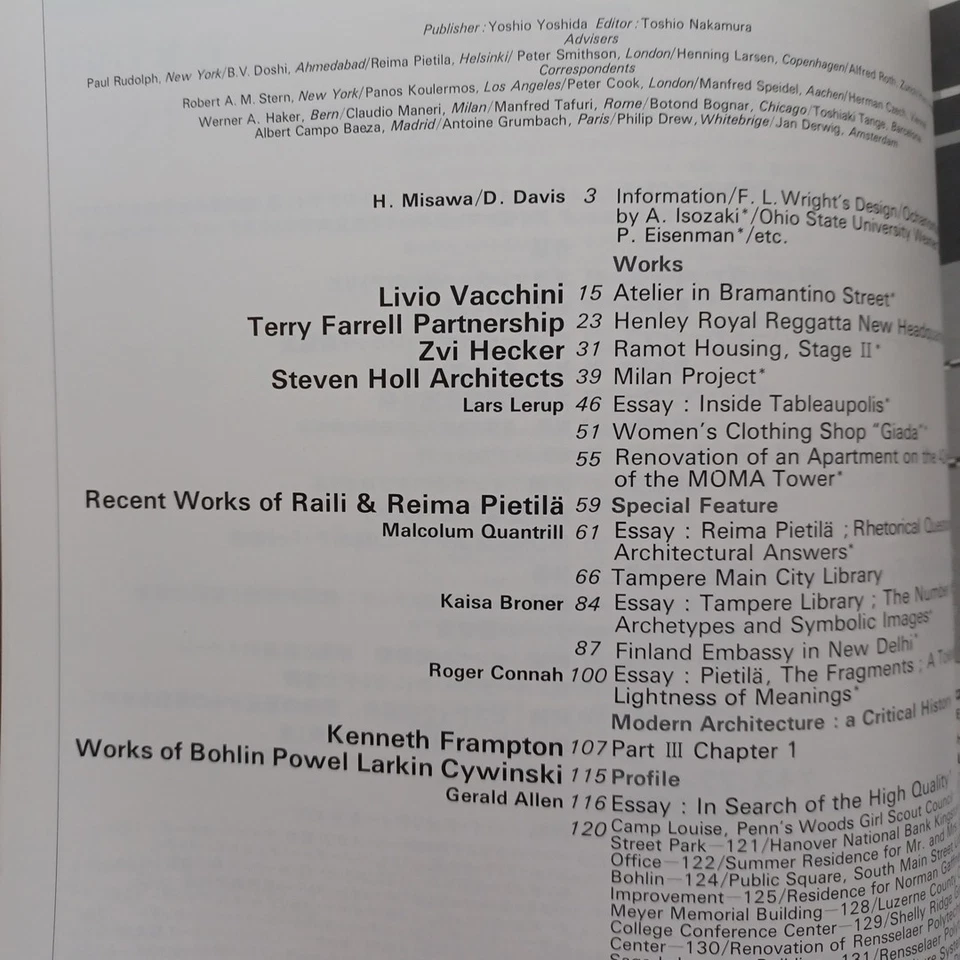 Publisher : Yoshio Yoshida Editor : Toshio Nakamura
Advisers
Paul Rudolph, New York/B.V. Doshi, Ahmedabad/Reima Pietila, Helsinki/ Peter Smithson, London/Henning Larsen, Copenhagen/Alfred Roth,
Correspondents
Robert A. M. Stern, New York/Panos Koulermos, Los Angeles/Peter Cook, London/Manfred Speidel, Aachen/Herman Czech,
Werner A. Haker, Bern/Claudio Maneri, Milan/Manfred Tafuri, Rome/Botond Bognar, Chicago/Toshiaki Tange, Barcelona
Albert Campo Baeza, Madrid/Antoine Grumbach, Paris/Philip Drew, Whitebrige/Jan Derwig, Amsterdam
H. Misawa/D. Davis 3 Information/F. L. Wright's Design/
by A. Isozaki*/Ohio State University
P. Eisenman*/etc.
Works
Livio Vacchini 15 Atelier in Bramantino Street*
Terry Farrell Partnership 23 Henley Royal Reggatta New
Zvi Hecker 31 Ramot Housing, Stage II*
Steven Holl Architects 39 Milan Project*
Lars Lerup 46 Essay : Inside Tableaupolis*
51 Women's Clothing Shop "Giada"*
55 Renovation of an Apartment on the
of the MOMA Tower*
Recent Works of Raili & Reima Pietilä 59 Special Feature
Malcolum Quantrill 61 Essay : Reima Pietilä ; Rhetorical
Architectural Answers*
66 Tampere Main City Library
Kaisa Broner 84 Essay : Tampere Library ; The Number
Archetypes and Symbolic Images*
87 Finland Embassy in New Delhi*
Roger Connah 100 Essay : Pietilä, The Fragments ; A
Lightness of Meanings*
Modern Architecture : a Critical
Kenneth Frampton 107 Part III Chapter 1
Works of Bohlin Powel Larkin Cywinski 115 Profile
Gerald Allen 116 Essay : In Search of the High Quality*
120 Camp Louise, Penn's Woods Girl Scout Council
Street Park—121/Hanover National Bank
Office—122/Summer Residence for Mr. and Mrs.
Bohlin—124/Public Square, South Main Street
Improvement—125/Residence for Norman
Meyer Memorial Building—128/Luzerne County
College Conference Center—129/Shelly Ridge
Center—130/Renovation of Rensselaer
131/Rensselaer